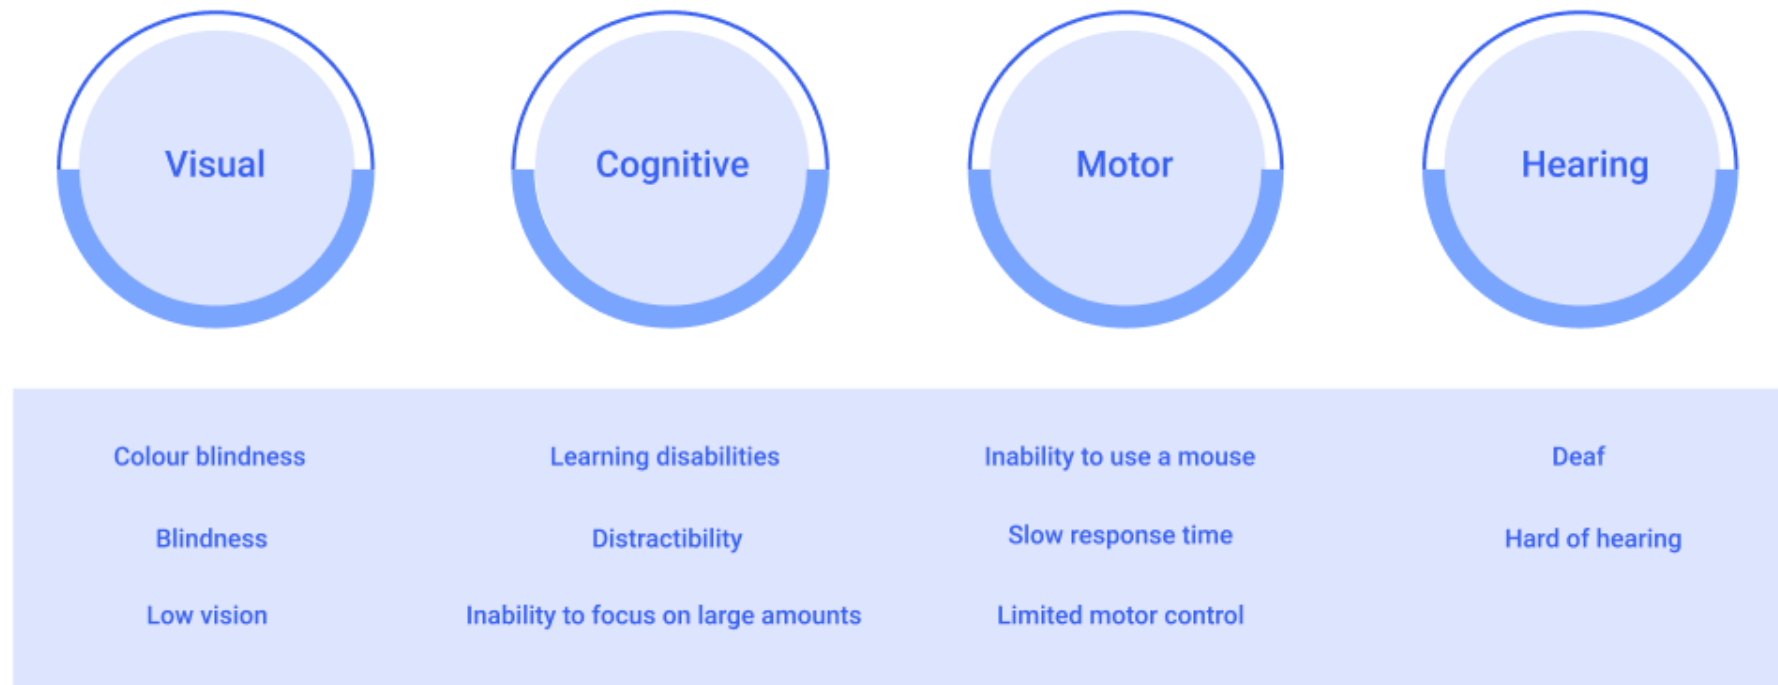 Visual
Cognitive
Motor
Hearing
Colour blindness
Blindness
Low vision
Learning disabilities
Distractibility
Inability to focus on large amounts
Inability to use a mouse
Slow response time
Limited motor control
Deaf
Hard of hearing